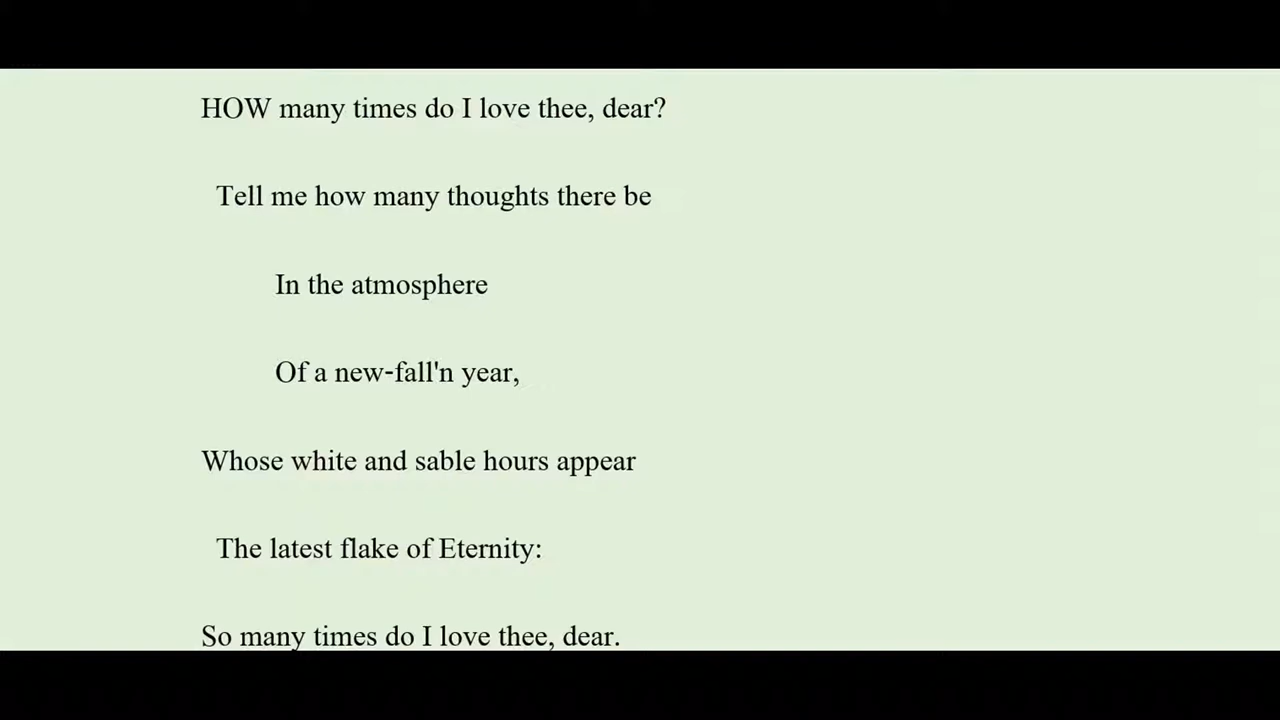 HOW many times do I love thee, dear?
Tell me how many thoughts there be
In the atmosphere
Of a new-fall'n year,
Whose white and sable hours appear
The latest flake of Eternity:
So many times do I love thee, dear.